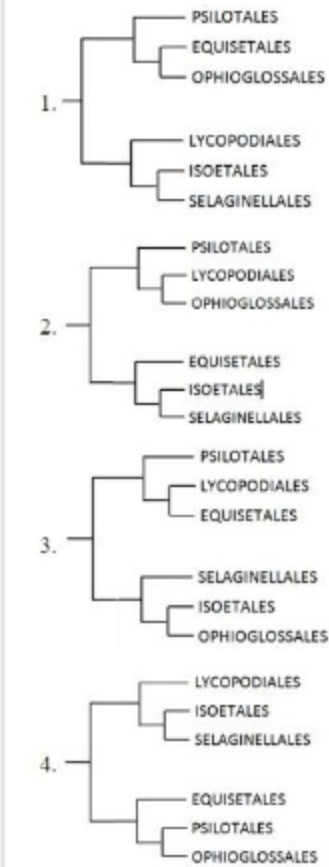 PSILOTALES
EQUISETALES
OPHIOGLOSSALES
1.
LYCOPODIALES
ISOETALES
SELAGINELLALES
PSILOTALES
LYCOPODIALES
OPHIOGLOSSALES
2.
EQUISETALES
ISOETALES
SELAGINELLALES
PSILOTALES
LYCOPODIALES
EQUISETALES
3.
SELAGINELLALES
ISOETALES
OPHIOGLOSSALES
LYCOPODIALES
ISOETALES
SELAGINELLALES
4.
EQUISETALES
PSILOTALES
OPHIOGLOSSALES